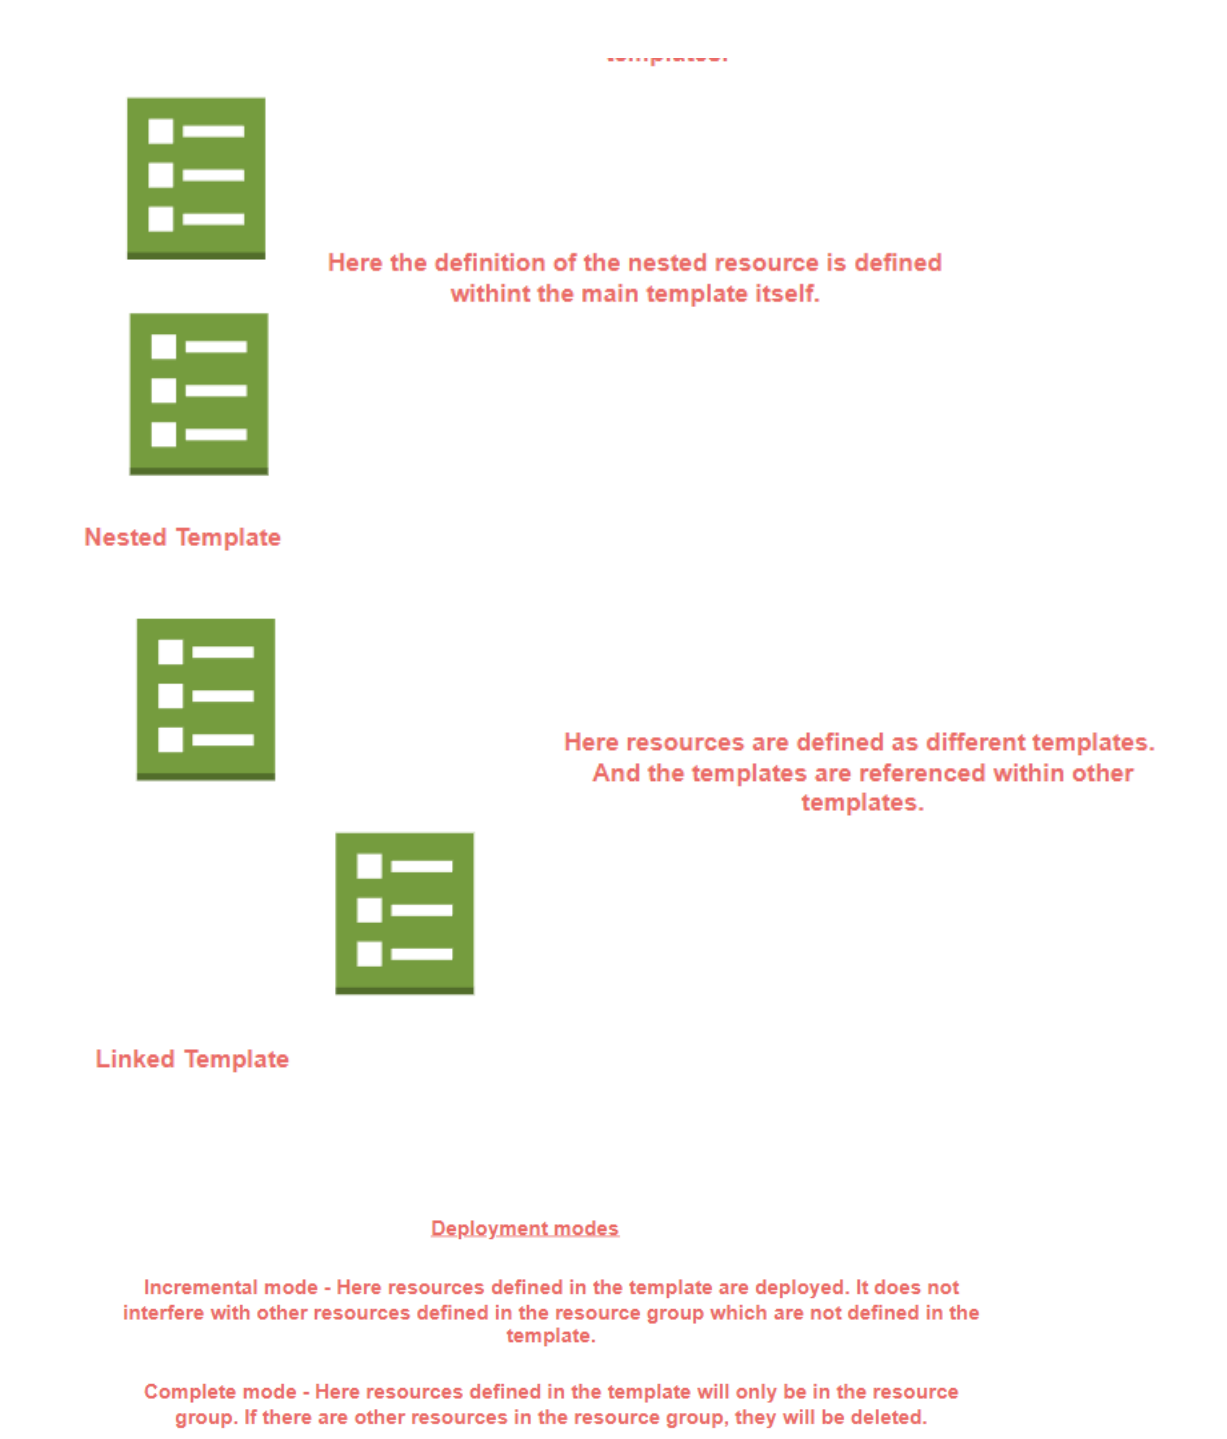 Here the definition of the nested resource is defined
withint the main template itself.
Nested Template
Here resources are defined as different templates.
And the templates are referenced within other
templates.
Linked Template
Deployment modes
Incremental mode - Here resources defined in the template are deployed. It does not
interfere with other resources defined in the resource group which are not defined in the
template.
Complete mode - Here resources defined in the template will only be in the resource
group. If there are other resources in the resource group, they will be deleted.